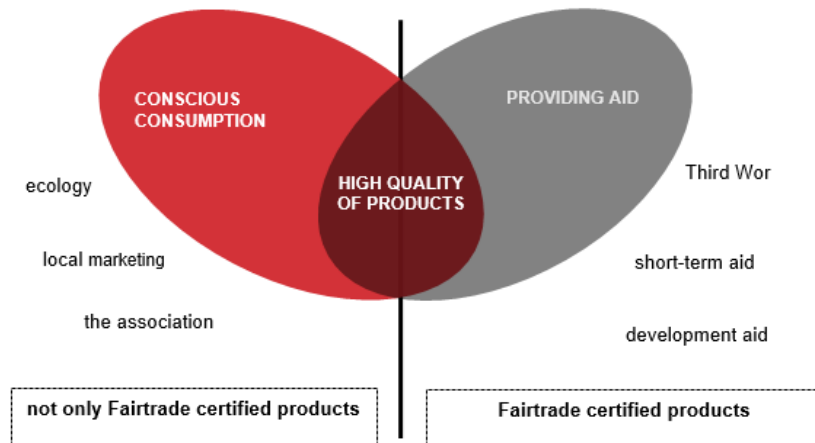 CONSCIOUS
CONSUMPTION
PROVIDING AID
HIGH QUALITY
OF PRODUCTS
ecology
local marketing
the association
Third Wor
short-term aid
development aid
not only Fairtrade certified products
Fairtrade certified products